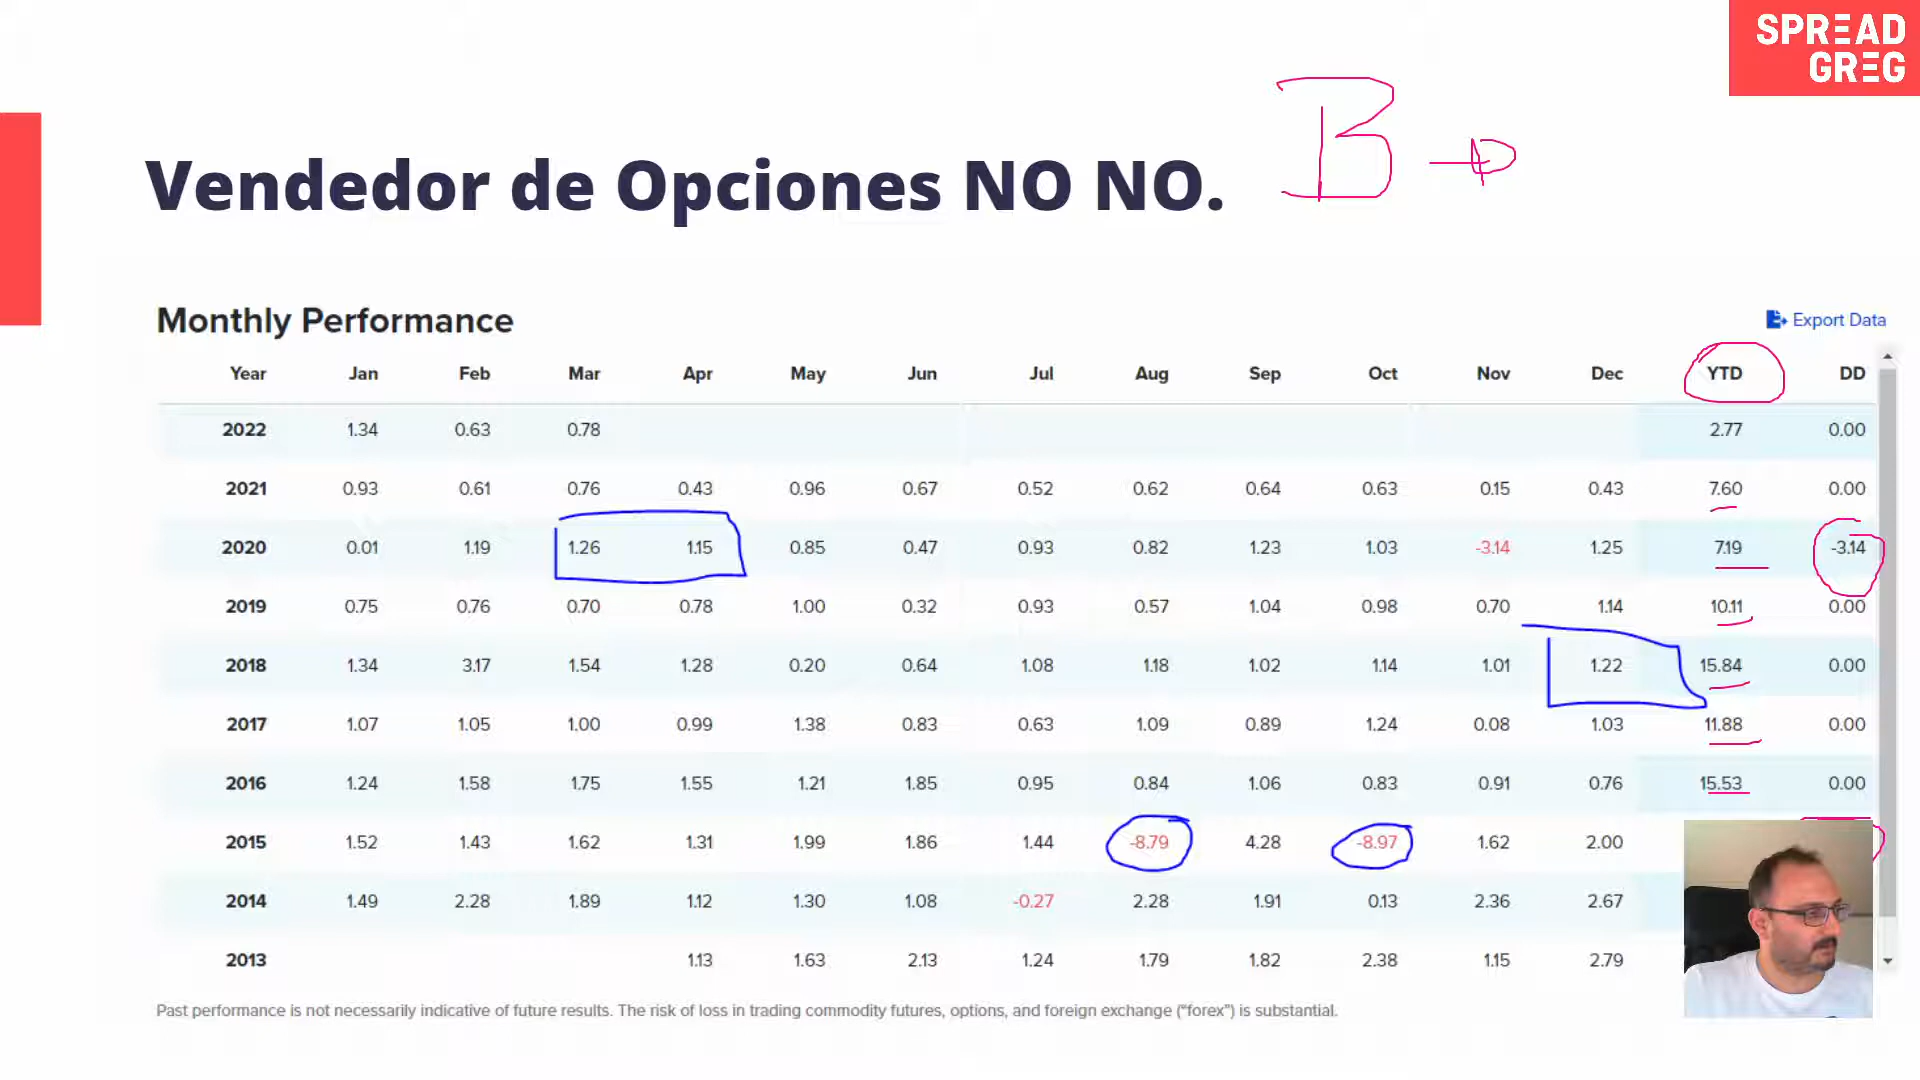 SPREAD
GREG
B
Vendedor de Opciones NO NO.
Monthly Performance
Export Data
Year Jan Feb Mar Apr May Jun Jul Aug Sep Oct Nov Dec YTD DD
2022 1.34 0.63 0.78 2.77 0.00
2021 0.93 0.61 0.76 0.43 0.96 0.67 0.52 0.62 0.64 0.63 0.15 0.43 7.60 0.00
2020 0.01 1.19 1.26 1.15 0.85 0.47 0.93 0.82 1.23 1.03 -3.14 1.25 7.19 -3.14
2019 0.75 0.76 0.70 0.78 1.00 0.32 0.93 0.57 1.04 0.98 0.70 1.14 10.11 0.00
2018 1.34 3.17 1.54 1.28 0.20 0.64 1.08 1.18 1.02 1.14 1.01 1.22 15.84 0.00
2017 1.07 1.05 1.00 0.99 1.38 0.83 0.63 1.09 0.89 1.24 0.08 1.03 11.88 0.00
2016 1.24 1.58 1.75 1.55 1.21 1.85 0.95 0.84 1.06 0.83 0.91 0.76 15.53 0.00
2015 1.52 1.43 1.62 1.31 1.99 1.86 1.44 -8.79 4.28 -8.97 1.62 2.00
2014 1.49 2.28 1.89 1.12 1.30 1.08 -0.27 2.28 1.91 0.13 2.36 2.67
2013 1.13 1.63 2.13 1.24 1.79 1.82 2.38 1.15 2.79
Past performance is not necessarily indicative of future results. The risk of loss in trading commodity futures, options, and foreign exchange ("forex") is substantial.